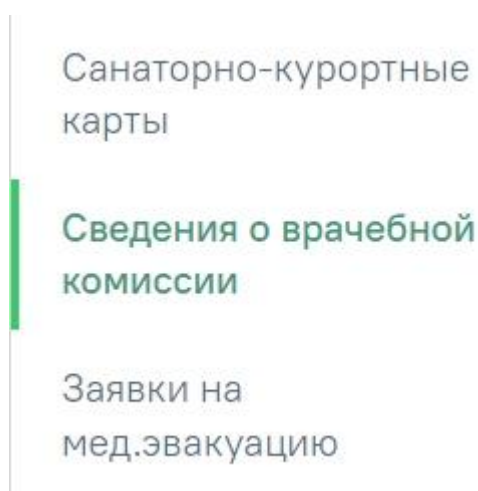 Санаторно-курортные
карты
Сведения о врачебной
комиссии
Заявки на
мед.эвакуацию